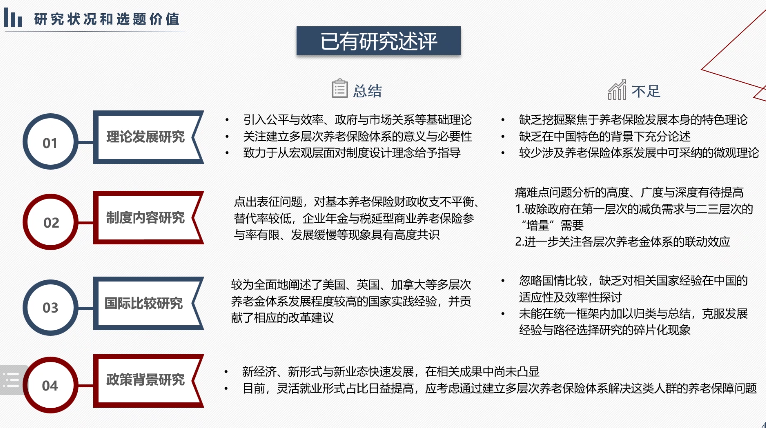 研究状况和选题价值
已有研究述评
总结
不足
01
理论发展研究
• 引入公平与效率、政府与市场关系等基础理论
• 关注建立多层次养老保险体系的意义与必要性
• 致力于从宏观层面对制度设计理念给予指导
• 缺乏挖掘聚焦于养老保险发展本身的特色理论
• 缺乏在中国特色的背景下充分论述
• 较少涉及养老保险体系发展中可采纳的微观理论
02
制度内容研究
点出表征问题，对基本养老保险财政收支不平衡、
替代率较低，企业年金与税延型商业养老保险参
与率有限、发展缓慢等现象具有高度共识
痛难点问题分析的高度、广度与深度有待提高
1.破除政府在第一层次的减负需求与二三层次的
“增量”需要
2.进一步关注各层次养老金体系的联动效应
03
国际比较研究
较为全面地阐述了美国、英国、加拿大等多层次
养老金体系发展程度较高的国家实践经验，并贡
献了相应的改革建议
• 忽略国情比较，缺乏对相关国家经验在中国的
适应性及效率性探讨
• 未能在统一框架内加以归类与总结，克服发展
经验与路径选择研究的碎片化现象
04
政策背景研究
• 新经济、新形式与新业态快速发展，在相关成果中尚未凸显
• 目前，灵活就业形式占比日益提高，应考虑通过建立多层次养老保险体系解决这类人群的养老保障问题